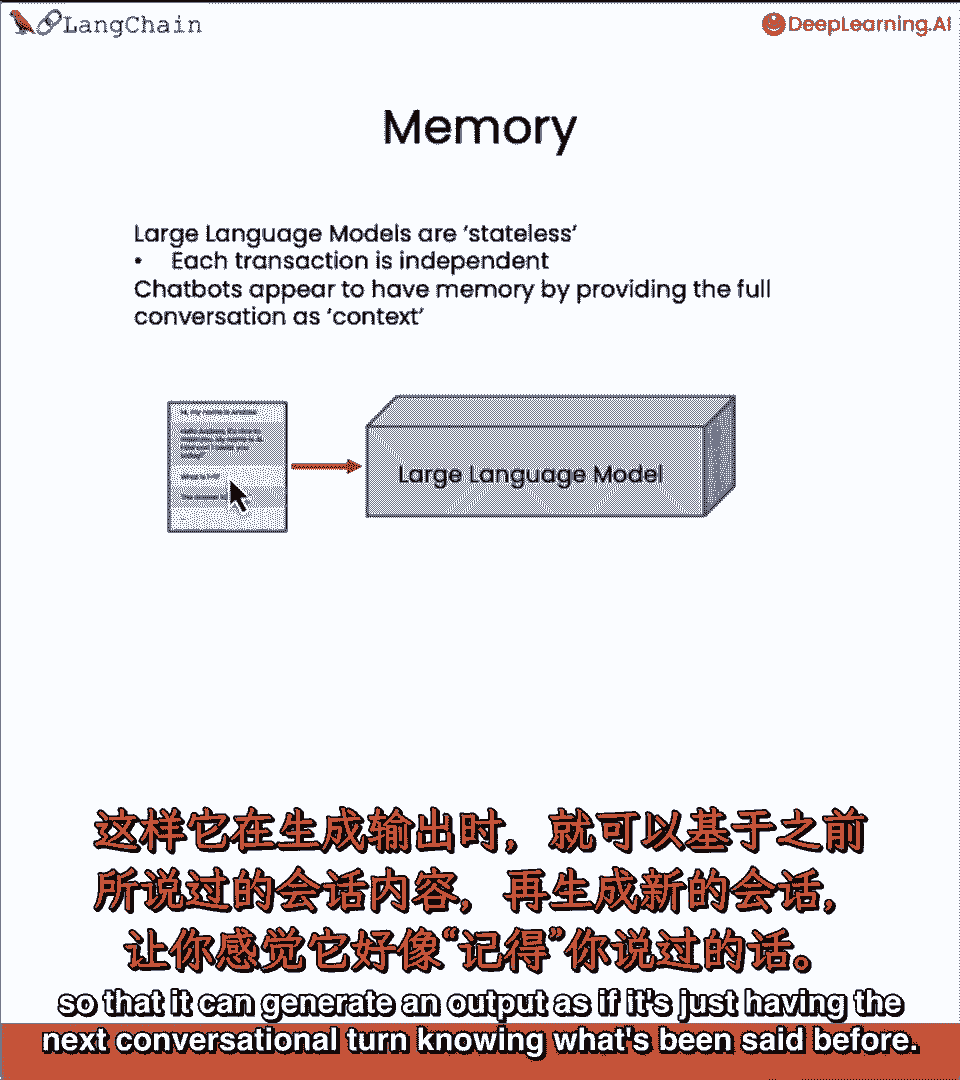 LangChain
DeepLearning.AI
Memory
Large Language Models are ‘stateless’
• Each transaction is independent
Chatbots appear to have memory by providing the full
conversation as ‘context’
Large Language Model
这样它在生成输出时，就可以基于之前
所说过的会话内容，再生成新的会话，
让你感觉它好像“记得”你说过的话。
so that it can generate an output as if it's just having the
next conversational turn knowing what's been said before.